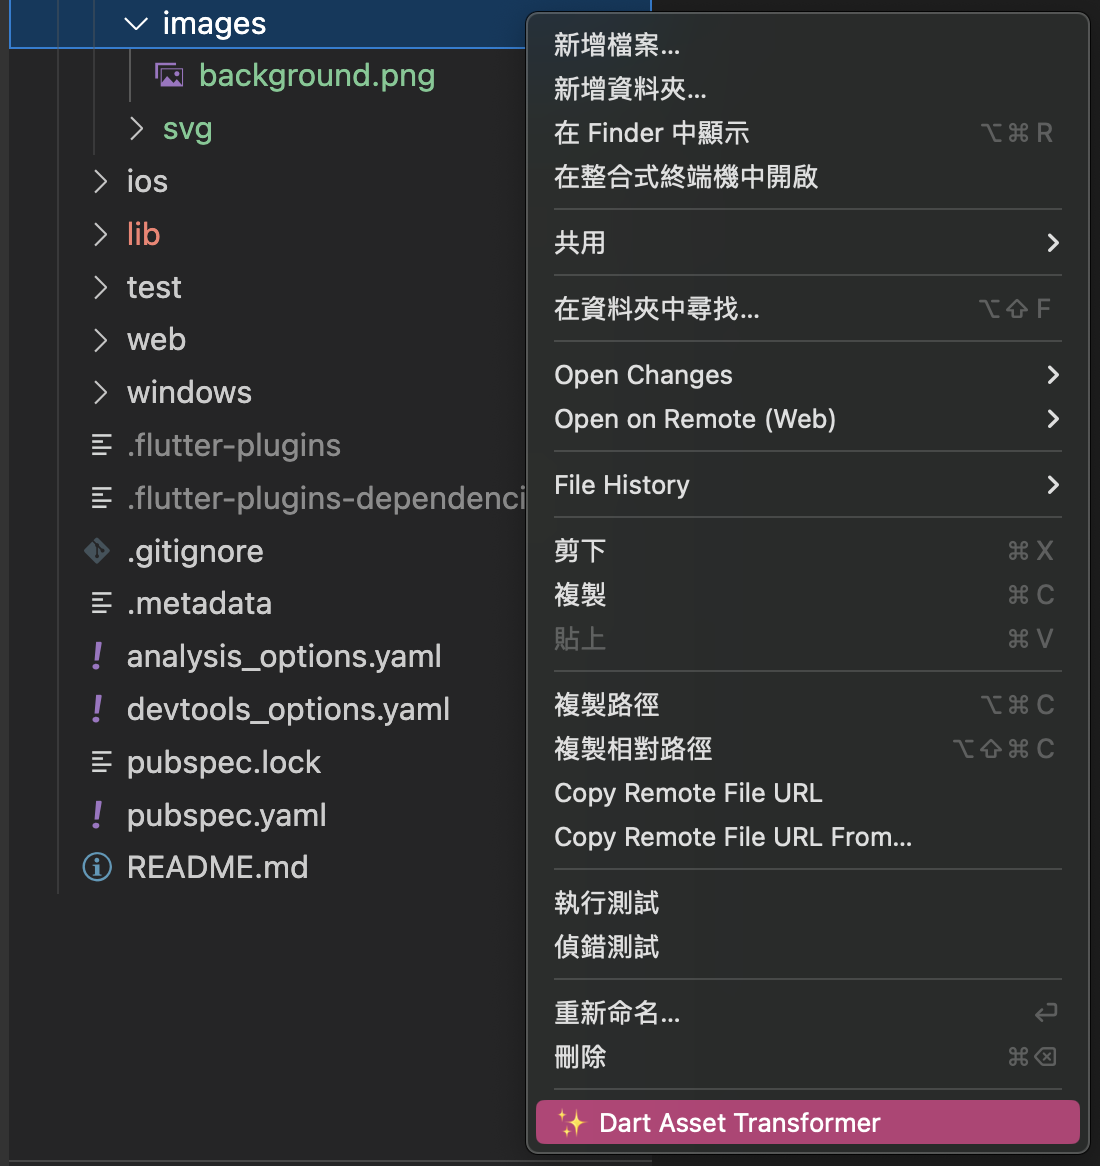 images
background.png
svg
ios
lib
test
web
windows
.flutter-plugins
.flutter-plugins-dependenci
.gitignore
.metadata
analysis_options.yaml
devtools_options.yaml
pubspec.lock
pubspec.yaml
README.md
新增檔案...
新增資料夾...
在 Finder 中顯示 ⌥⌘R
在整合式終端機中開啟
共用
在資料夾中尋找... ⌥⇧F
Open Changes
Open on Remote (Web)
File History
剪下 ⌘X
複製 ⌘C
貼上 ⌘V
複製路徑 ⌥⌘C
複製相對路徑 ⌥⇧⌘C
Copy Remote File URL
Copy Remote File URL From...
執行測試
偵錯測試
重新命名... ↩
刪除 ⌘⌫
✨ Dart Asset Transformer